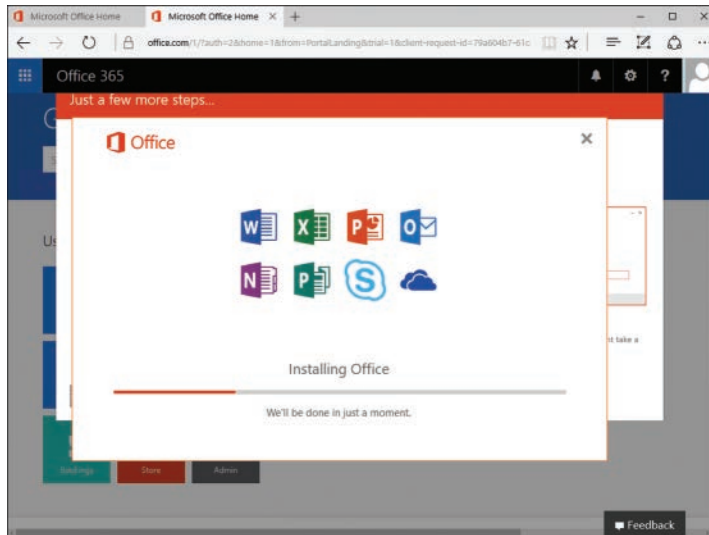 Microsoft Office Home
Microsoft Office Home
office.com/1/?auth=2&home=1&from=PortalLanding&trial=1&client-request-id=79a604b7-61c
Office 365
?
Just a few more steps...
G
Office
W X P O
N P S
Us
Installing Office
We'll be done in just a moment.
nt take a
Store Admin
Feedback